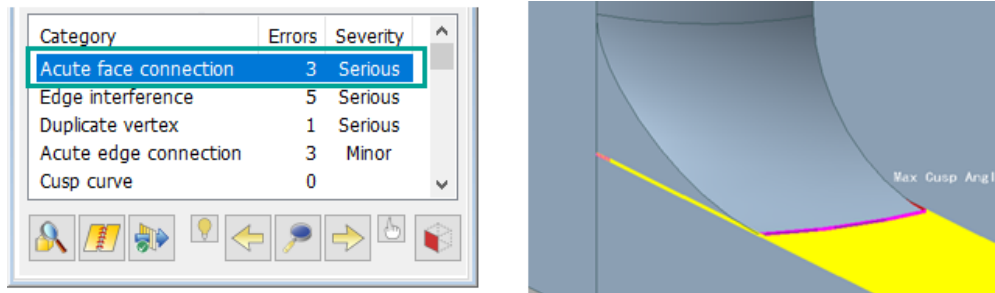 Category Errors Severity
Acute face connection 3 Serious
Edge interference 5 Serious
Duplicate vertex 1 Serious
Acute edge connection 3 Minor
Cusp curve 0
Max Cusp Angl